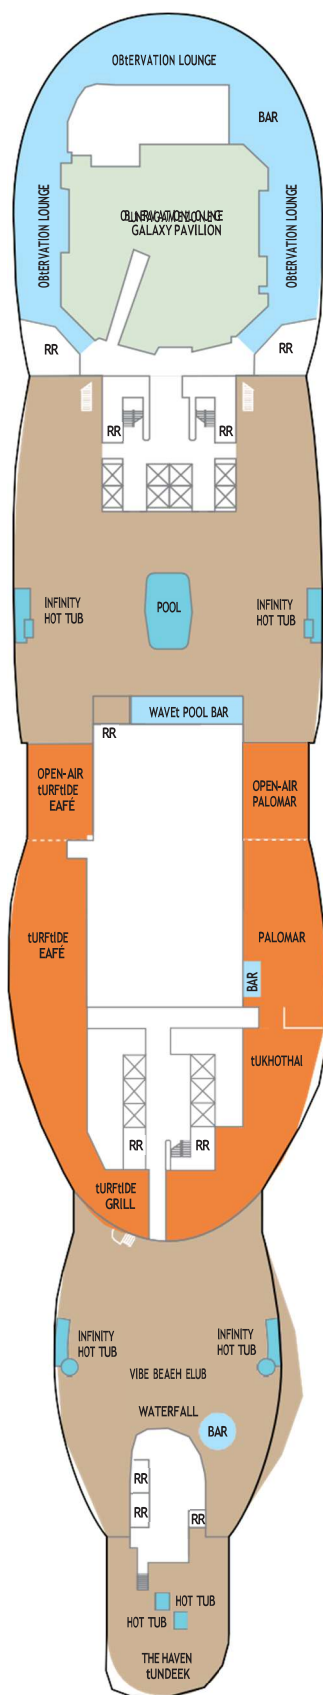 OBtERVATION LOUNGE
BAR
OBtERVATION LOUNGE
OBtERVATION LOUNGE
GALAXY PAVILION
RR
RR
RR
RR
INFINITY
HOT TUB
POOL
INFINITY
HOT TUB
WAVEt POOL BAR
RR
OPEN-AIR
tURFtIDE
EAFÉ
OPEN-AIR
PALOMAR
tURFtIDE
EAFÉ
PALOMAR
BAR
tUKHOTHAI
RR
RR
tURFtIDE
GRILL
INFINITY
HOT TUB
INFINITY
HOT TUB
VIBE BEAEH ELUB
WATERFALL
BAR
RR
RR
RR
HOT TUB
HOT TUB
THE HAVEN
tUNDEEK